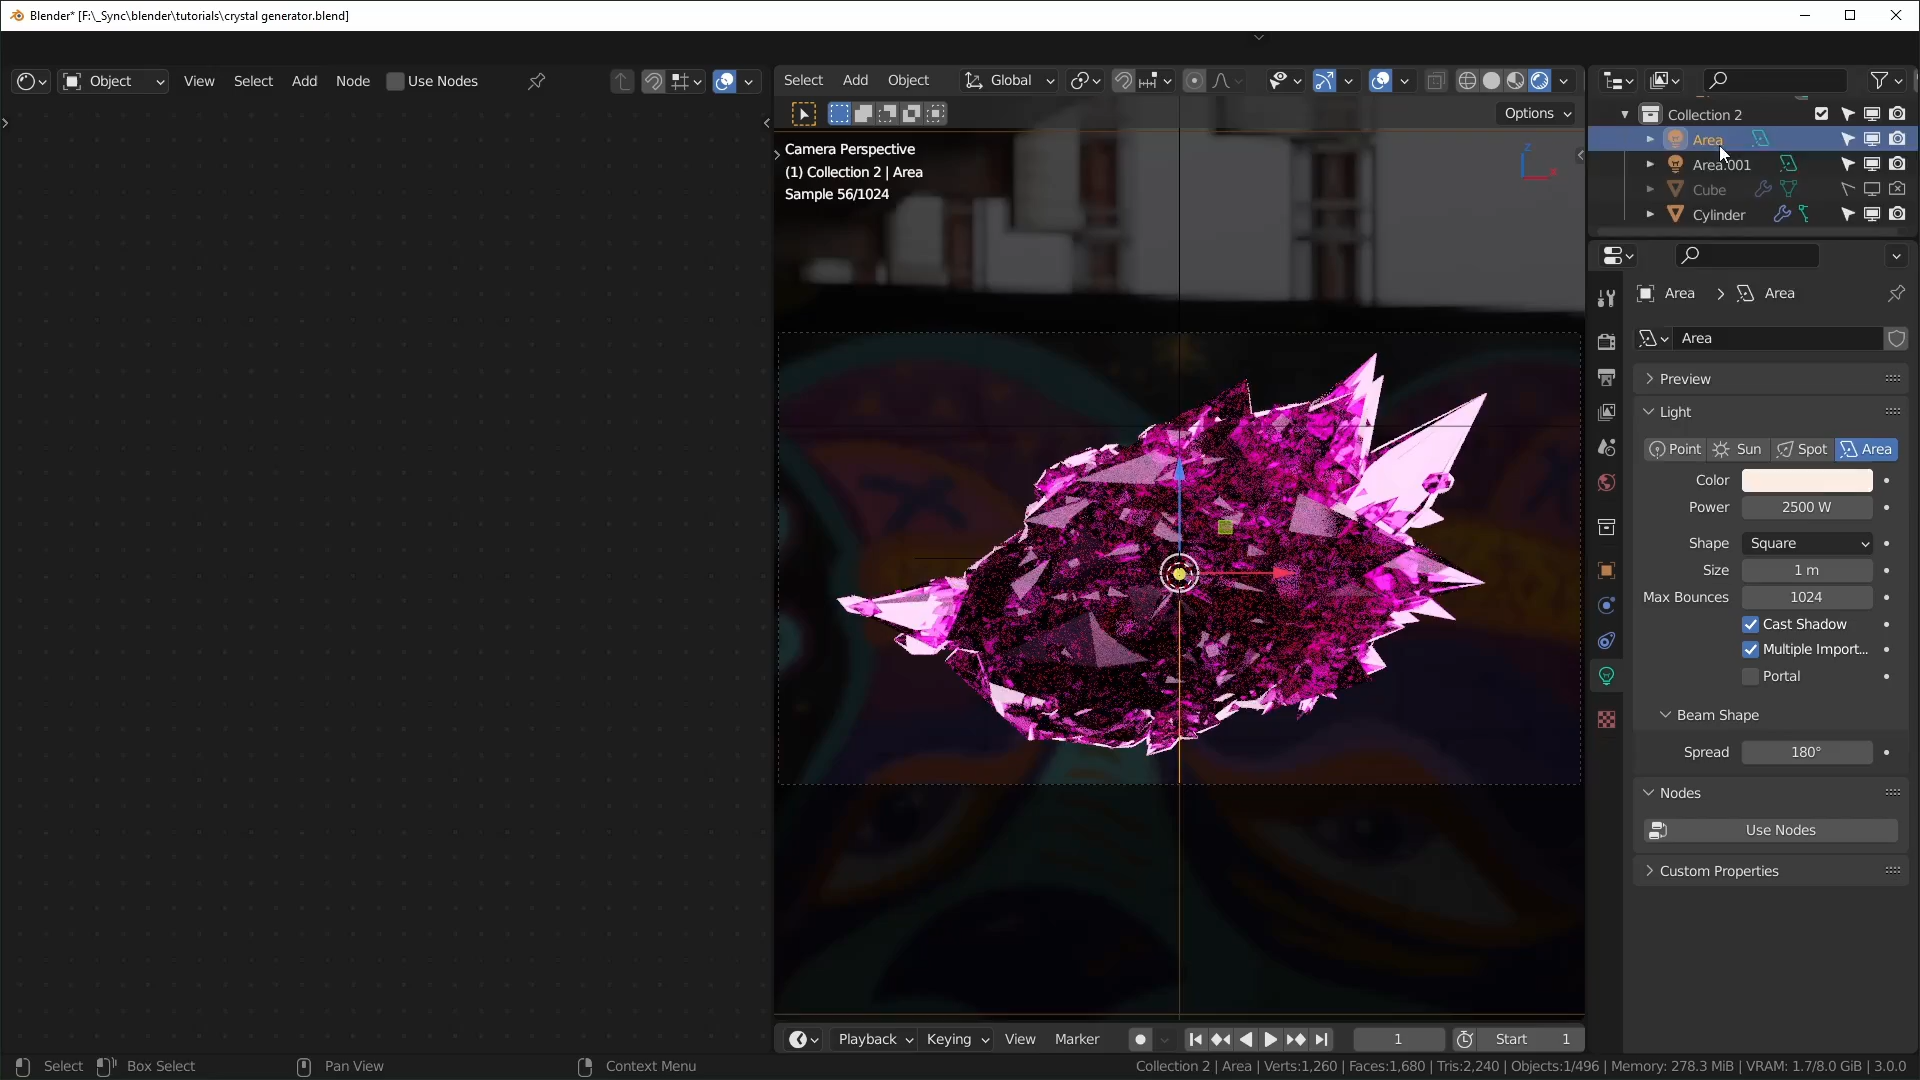 Blender* [F:\_Sync\blender\tutorials\crystal generator.blend]
Object View Select Add Node Use Nodes
Select Add Object Global
Options
Camera Perspective
(1) Collection 2 | Area
Sample 56/1024
Z
X
Collection 2
Area
Area.001
Cube
Cylinder
Area > Area
Area
Preview
Light
Point Sun Spot Area
Color
Power 2500 W
Shape Square
Size 1 m
Max Bounces 1024
Cast Shadow
Multiple Import...
Portal
Beam Shape
Spread 180°
Nodes
Use Nodes
Custom Properties
Playback Keying View Marker 1 Start 1
Select Box Select Pan View Context Menu Collection 2 | Area | Verts:1,260 | Faces:1,680 | Tris:2,240 | Objects:1/496 | Memory: 278.3 MiB | VRAM: 1.7/8.0 GiB | 3.0.0